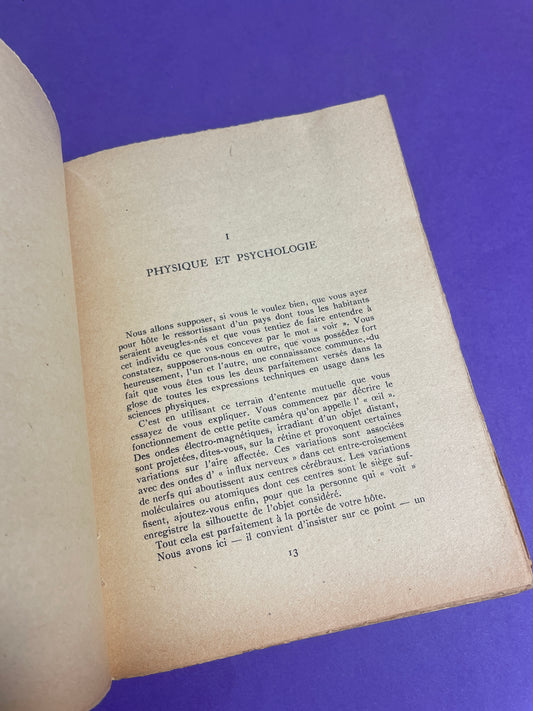 I
PHYSIQUE ET PSYCHOLOGIE
Nous allons supposer, si vous le voulez bien, que vous ayez
pour hôte le ressortissant d'un pays dont tous les habitants
seraient aveugles-nés et que vous tentiez de faire entendre à
cet individu ce que vous concevez par le mot « voir ». Vous
constatez, supposerons-nous en outre, que vous possédez fort
heureusement, l'un et l'autre, une connaissance commune,-du
fait que vous êtes tous les deux parfaitement versés dans la
glose de toutes les expressions techniques en usage dans les
sciences physiques.
C'est en utilisant ce terrain d'entente mutuelle que vous
essayez de vous expliquer. Vous commencez par décrire le
fonctionnement de cette petite caméra qu'on appelle l' « œil ».
Des ondes électro-magnétiques, irradiant d'un objet distant,
sont projetées, dites-vous, sur la rétine et provoquent certaines
variations sur l'aire affectée. Ces variations sont associées
avec des ondes d' « influx nerveux » dans cet entre-croisement
de nerfs qui aboutissent aux centres cérébraux. Les variations
moléculaires ou atomiques dont ces centres sont le siège suf-
fisent, ajoutez-vous enfin, pour que la personne qui « voit »
enregistre la silhouette de l'objet considéré.
Tout cela est parfaitement à la portée de votre hôte.
Nous avons ici — il convient d'insister sur ce point — un
13